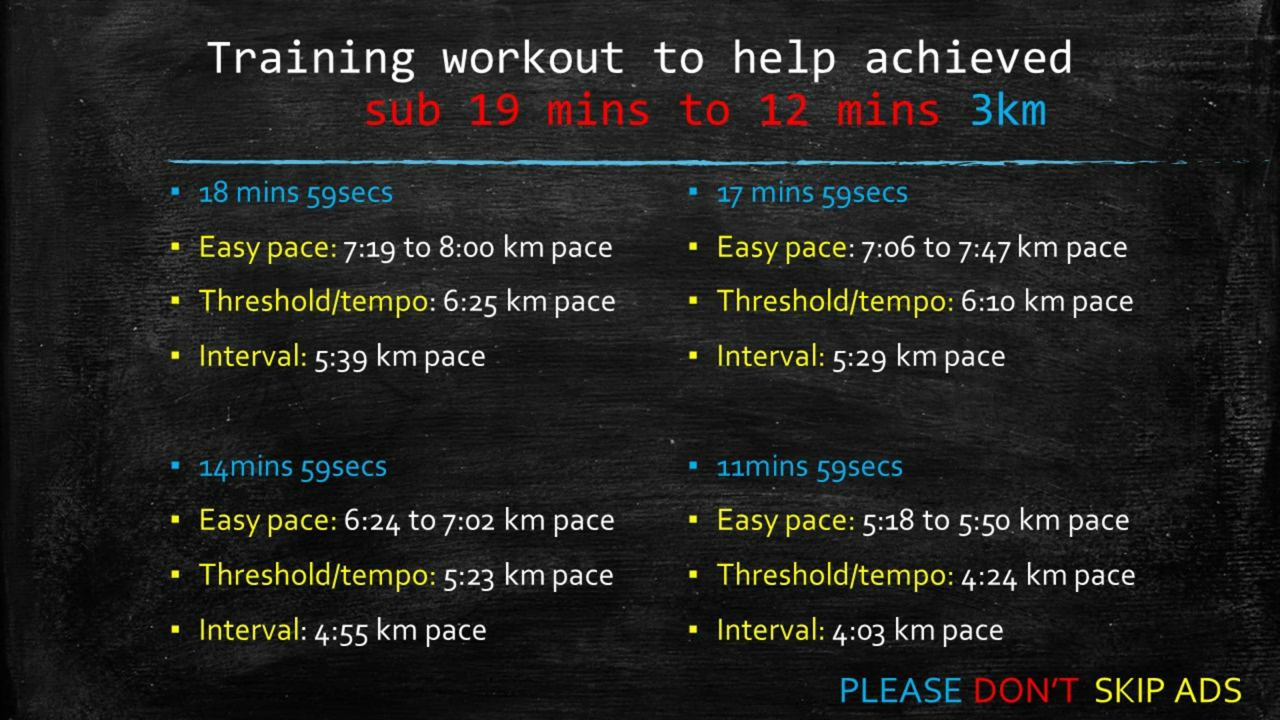 Training workout to help achieved
sub 19 mins to 12 mins 3km
18 mins 59secs
Easy pace: 7:19 to 8:00 km pace
Threshold/tempo: 6:25 km pace
Interval: 5:39 km pace
17 mins 59secs
Easy pace: 7:06 to 7:47 km pace
Threshold/tempo: 6:10 km pace
Interval: 5:29 km pace
14mins 59secs
Easy pace: 6:24 to 7:02 km pace
Threshold/tempo: 5:23 km pace
Interval: 4:55 km pace
11mins 59secs
Easy pace: 5:18 to 5:50 km pace
Threshold/tempo: 4:24 km pace
Interval: 4:03 km pace
PLEASE DON'T SKIP ADS